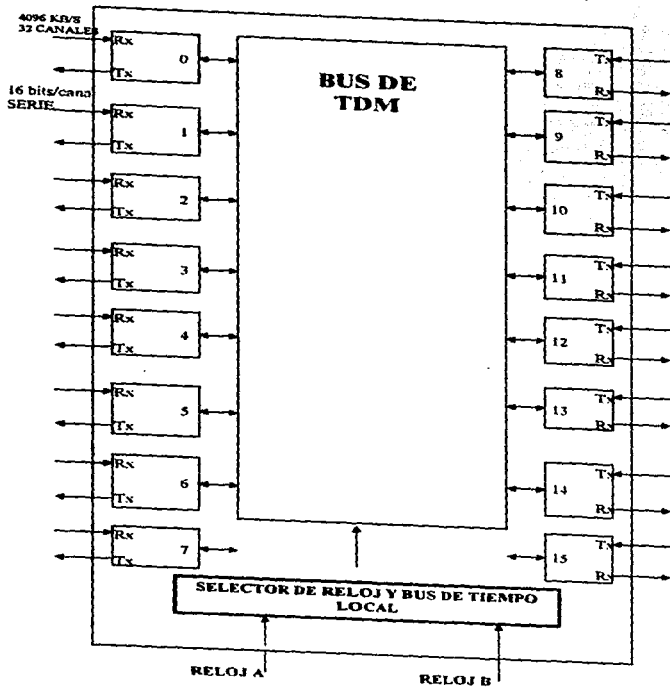 4096 KB/S
32 CANALES
16 bits/cana
SERIE
BUS DE
TDM
Rx
Tx
0
Rx
Tx
1
Rx
Tx
2
Rx
Tx
3
Rx
Tx
4
Rx
Tx
5
Rx
Tx
6
Rx
Tx
7
Tx
Rx
8
Tx
Rx
9
Tx
Rx
10
Tx
Rx
11
Tx
Rx
12
Tx
Rx
13
Tx
Rx
14
Tx
Rx
15
SELECTOR DE RELOJ Y BUS DE TIEMPO
LOCAL
RELOJ A
RELOJ B